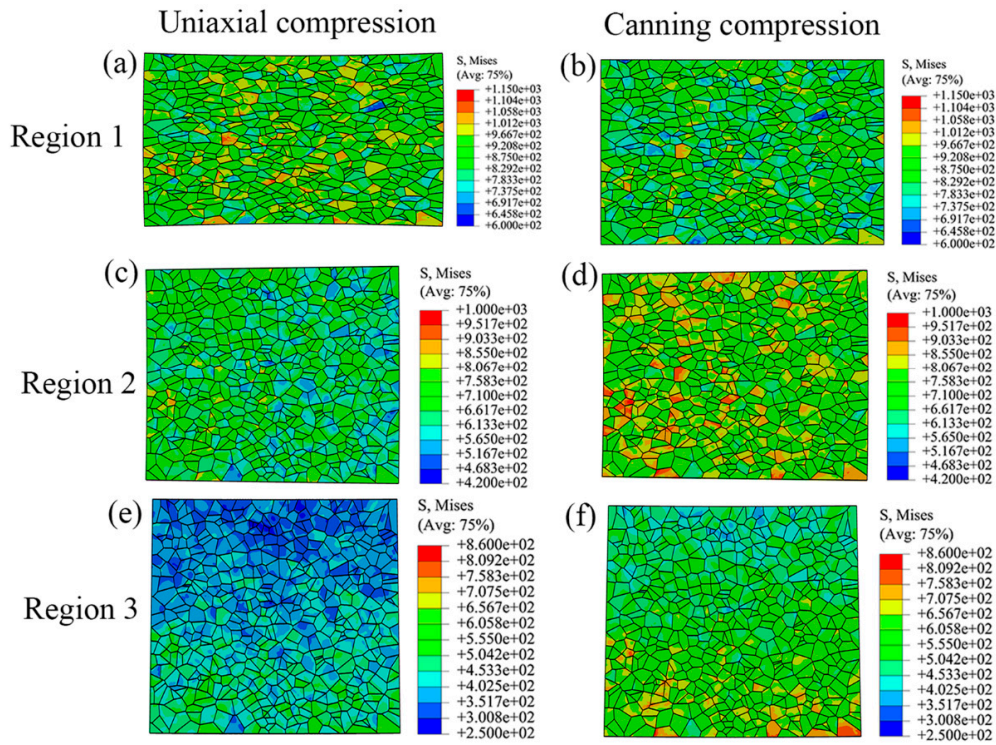 Uniaxial compression
Canning compression
Region 1
(a)
S, Mises
(Avg: 75%)
+1.150e+03
+1.104e+03
+1.058e+03
+1.012e+03
+9.667e+02
+9.208e+02
+8.750e+02
+8.292e+02
+7.833e+02
+7.375e+02
+6.917e+02
+6.458e+02
+6.000e+02
(b)
S, Mises
(Avg: 75%)
+1.150e+03
+1.104e+03
+1.058e+03
+1.012e+03
+9.667e+02
+9.208e+02
+8.750e+02
+8.292e+02
+7.833e+02
+7.375e+02
+6.917e+02
+6.458e+02
+6.000e+02
Region 2
(c)
S, Mises
(Avg: 75%)
+1.000e+03
+9.517e+02
+9.033e+02
+8.550e+02
+8.067e+02
+7.583e+02
+7.100e+02
+6.617e+02
+6.133e+02
+5.650e+02
+5.167e+02
+4.683e+02
+4.200e+02
(d)
S, Mises
(Avg: 75%)
+1.000e+03
+9.517e+02
+9.033e+02
+8.550e+02
+8.067e+02
+7.583e+02
+7.100e+02
+6.617e+02
+6.133e+02
+5.650e+02
+5.167e+02
+4.683e+02
+4.200e+02
Region 3
(e)
S, Mises
(Avg: 75%)
+8.600e+02
+8.092e+02
+7.583e+02
+7.075e+02
+6.567e+02
+6.058e+02
+5.550e+02
+5.042e+02
+4.533e+02
+4.025e+02
+3.517e+02
+3.008e+02
+2.500e+02
(f)
S, Mises
(Avg: 75%)
+8.600e+02
+8.092e+02
+7.583e+02
+7.075e+02
+6.567e+02
+6.058e+02
+5.550e+02
+5.042e+02
+4.533e+02
+4.025e+02
+3.517e+02
+3.008e+02
+2.500e+02